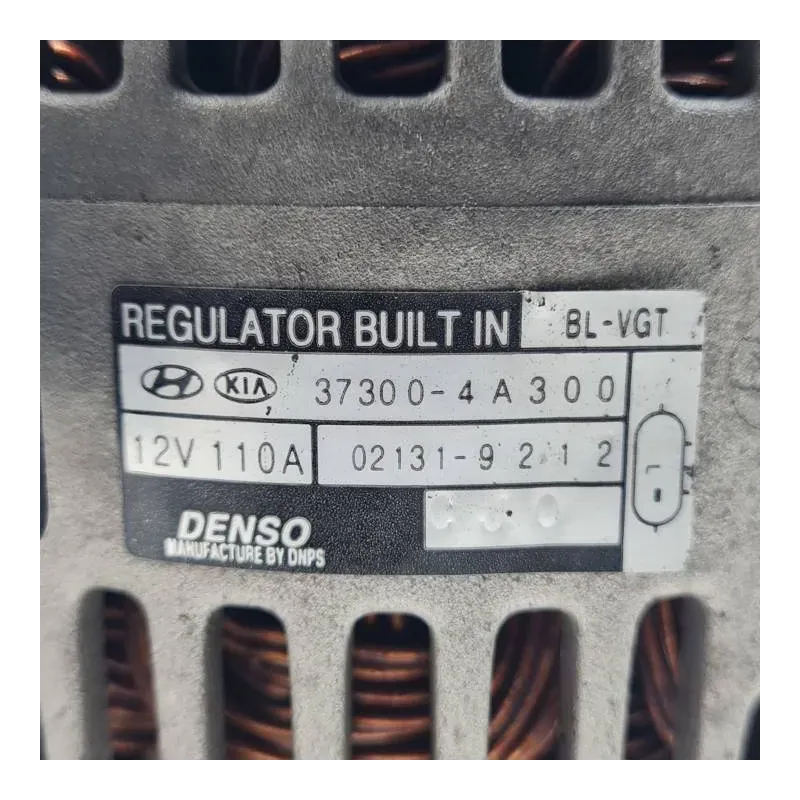 REGULATOR BUILT IN BL-VGT
KIA 37300-4A300
12V 110A 02131-9212
DENSO
MANUFACTURE BY DNPS
L